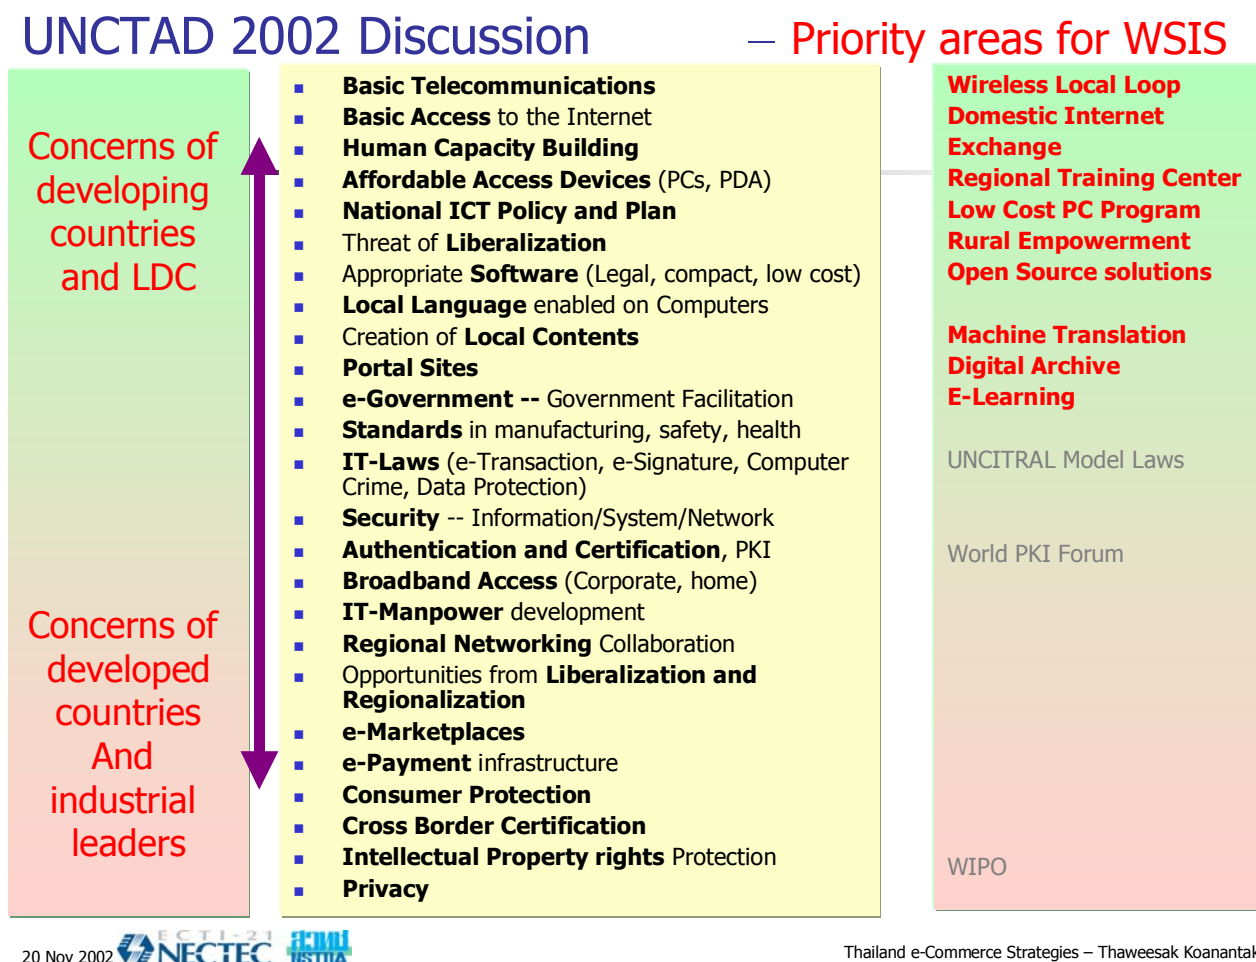 UNCTAD 2002 Discussion – Priority areas for WSIS
Concerns of
developing
countries
and LDC
Concerns of
developed
countries
And
industrial
leaders
Basic Telecommunications
Basic Access to the Internet
Human Capacity Building
Affordable Access Devices (PCs, PDA)
National ICT Policy and Plan
Threat of Liberalization
Appropriate Software (Legal, compact, low cost)
Local Language enabled on Computers
Creation of Local Contents
Portal Sites
e-Government -- Government Facilitation
Standards in manufacturing, safety, health
IT-Laws (e-Transaction, e-Signature, Computer
Crime, Data Protection)
Security -- Information/System/Network
Authentication and Certification, PKI
Broadband Access (Corporate, home)
IT-Manpower development
Regional Networking Collaboration
Opportunities from Liberalization and
Regionalization
e-Marketplaces
e-Payment infrastructure
Consumer Protection
Cross Border Certification
Intellectual Property rights Protection
Privacy
Wireless Local Loop
Domestic Internet
Exchange
Regional Training Center
Low Cost PC Program
Rural Empowerment
Open Source solutions
Machine Translation
Digital Archive
E-Learning
UNCITRAL Model Laws
World PKI Forum
WIPO
20 Nov 2002
ECTI-21
NECTEC
สวทช
NSTDA
Thailand e-Commerce Strategies – Thaweesak Koanantak